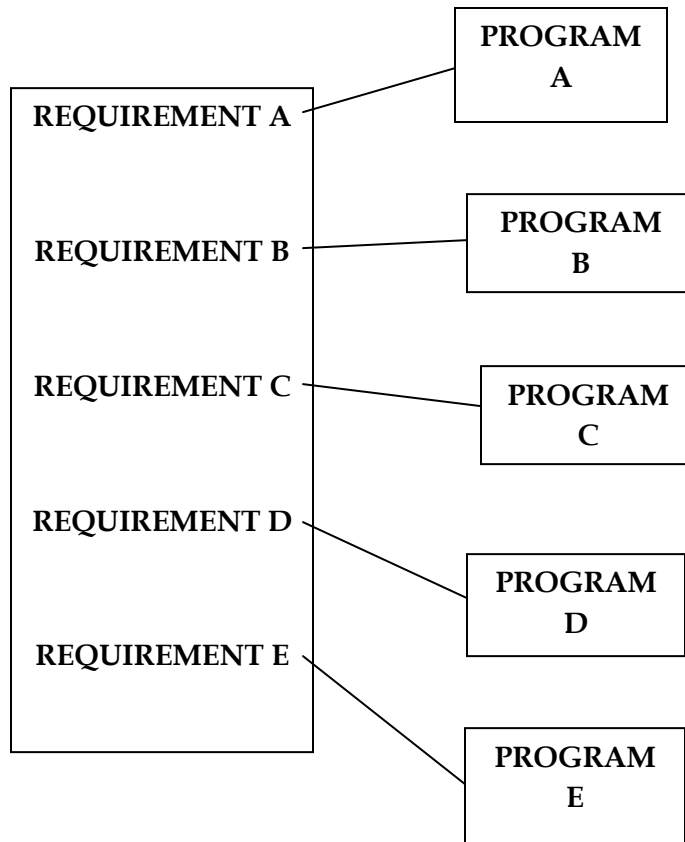 PROGRAM
A
REQUIREMENT A
PROGRAM
B
REQUIREMENT B
REQUIREMENT C
PROGRAM
C
REQUIREMENT D
PROGRAM
D
REQUIREMENT E
PROGRAM
E